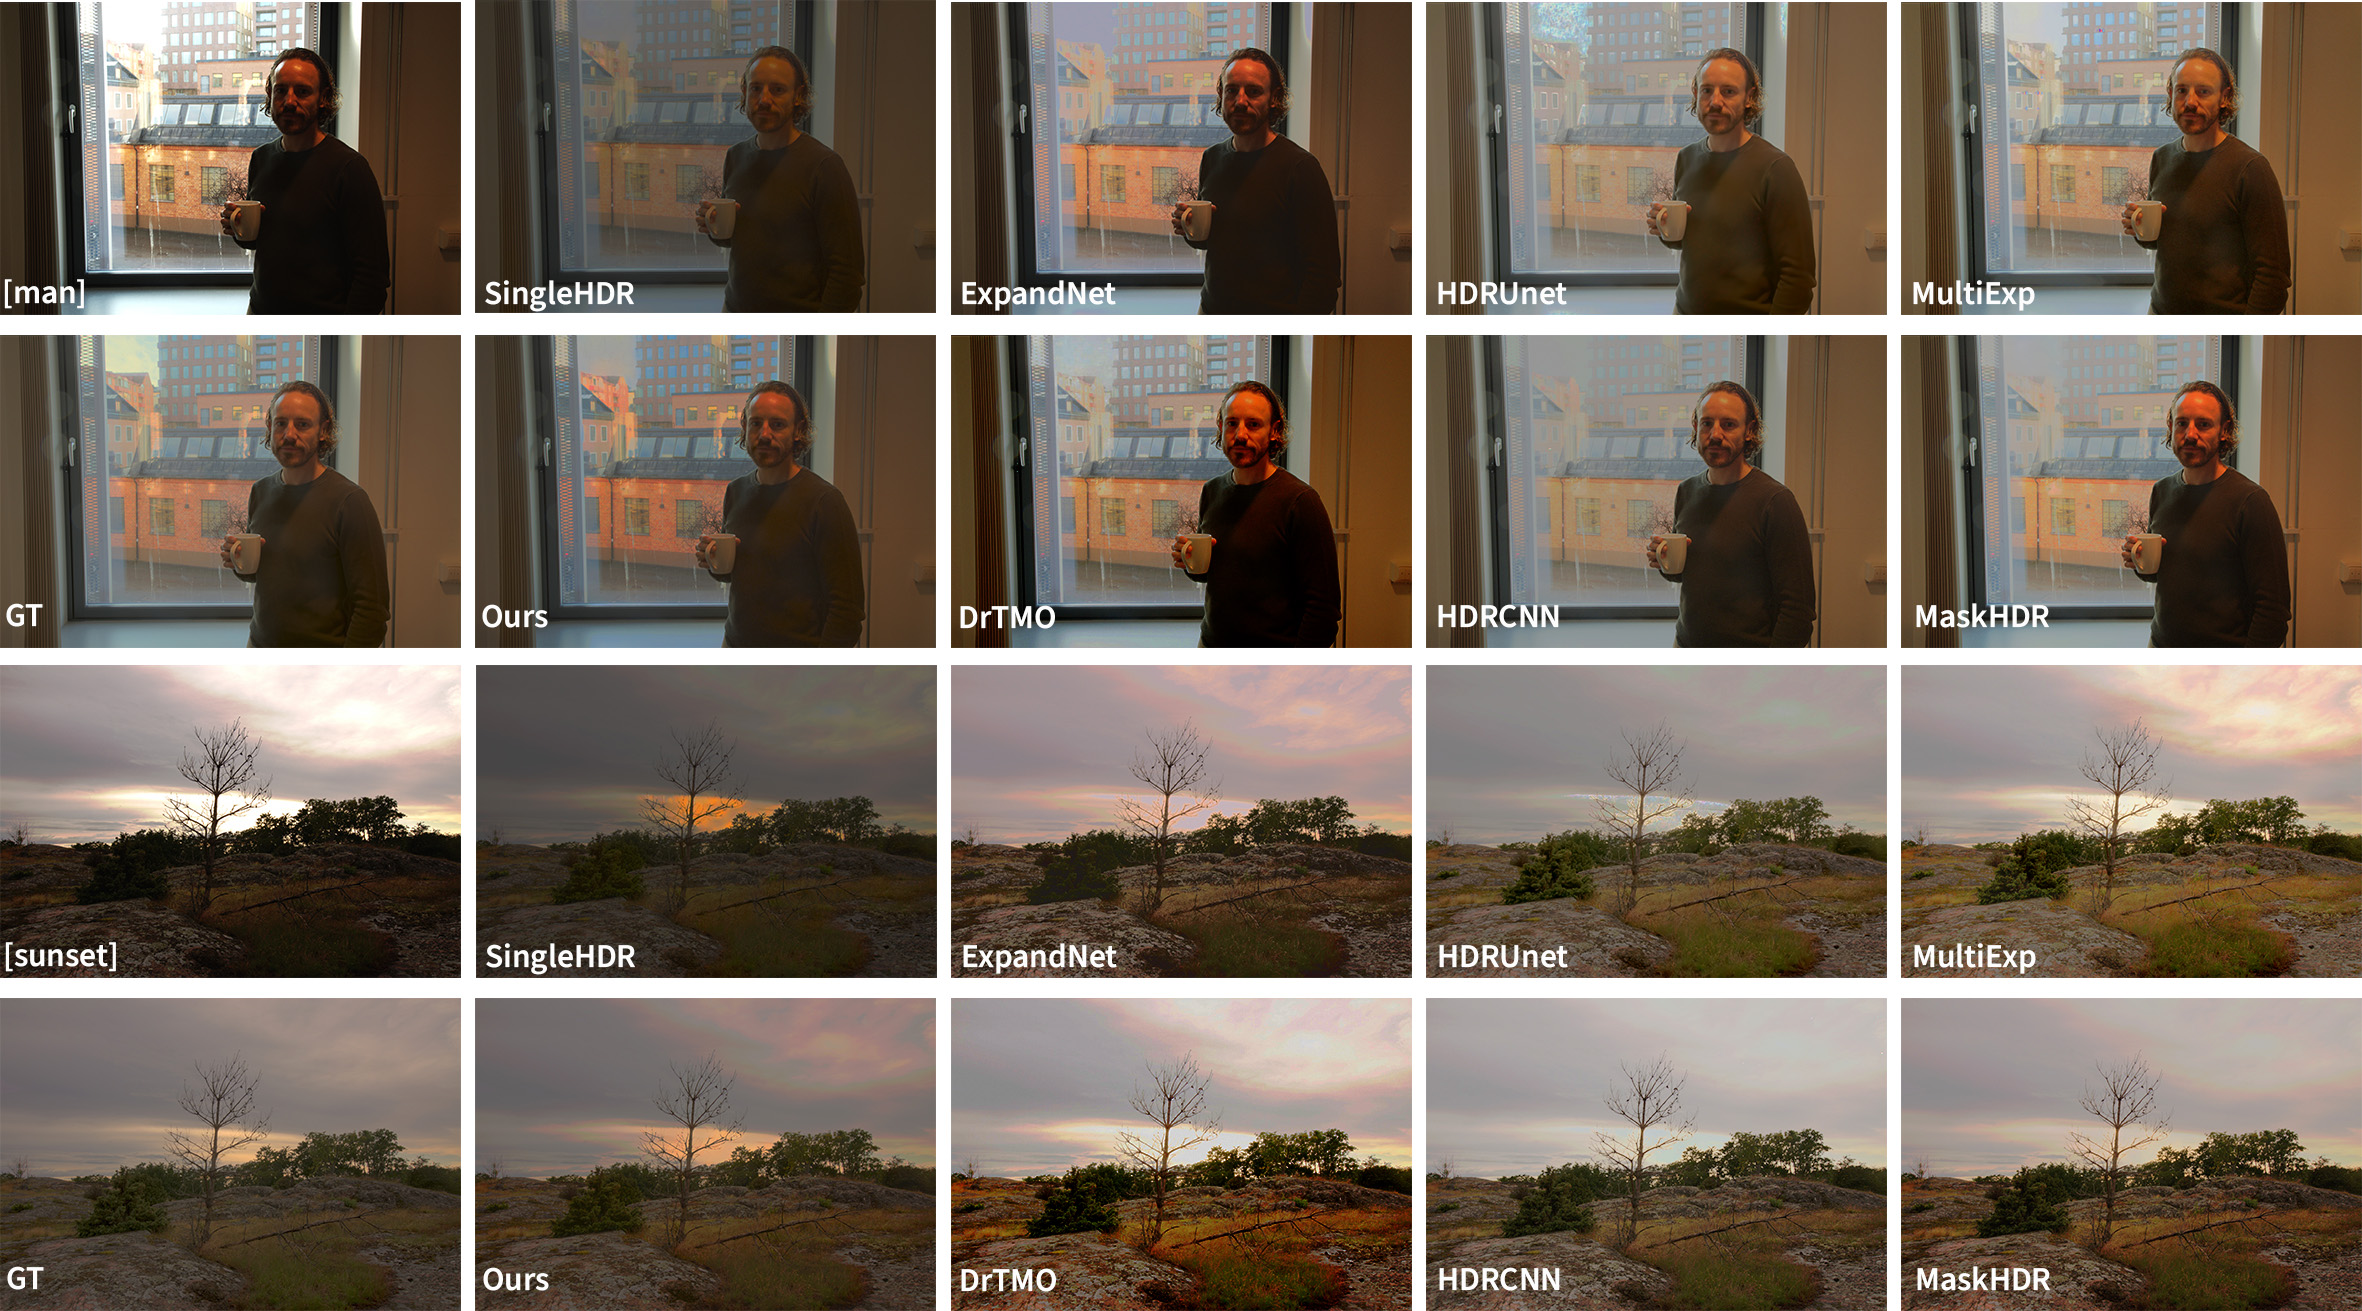 [man]
SingleHDR
ExpandNet
HDRUnet
MultiExp
GT
Ours
DrTMO
HDRCNN
MaskHDR
[sunset]
SingleHDR
ExpandNet
HDRUnet
MultiExp
GT
Ours
DrTMO
HDRCNN
MaskHDR